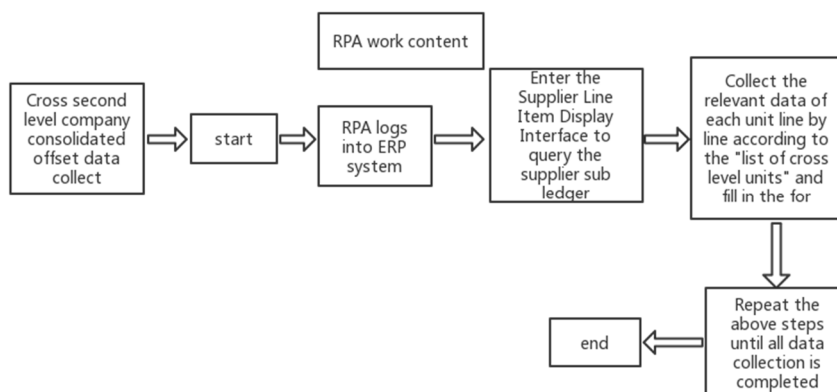 RPA work content
Cross second
level company
consolidated
offset data
collect
start
RPA logs
into ERP
system
Enter the
Supplier Line
Item Display
Interface to
query the
supplier sub
ledger
Collect the
relevant data of
each unit line by
line according to
the "list of cross
level units" and
fill in the for
Repeat the
above steps
until all data
collection is
completed
end